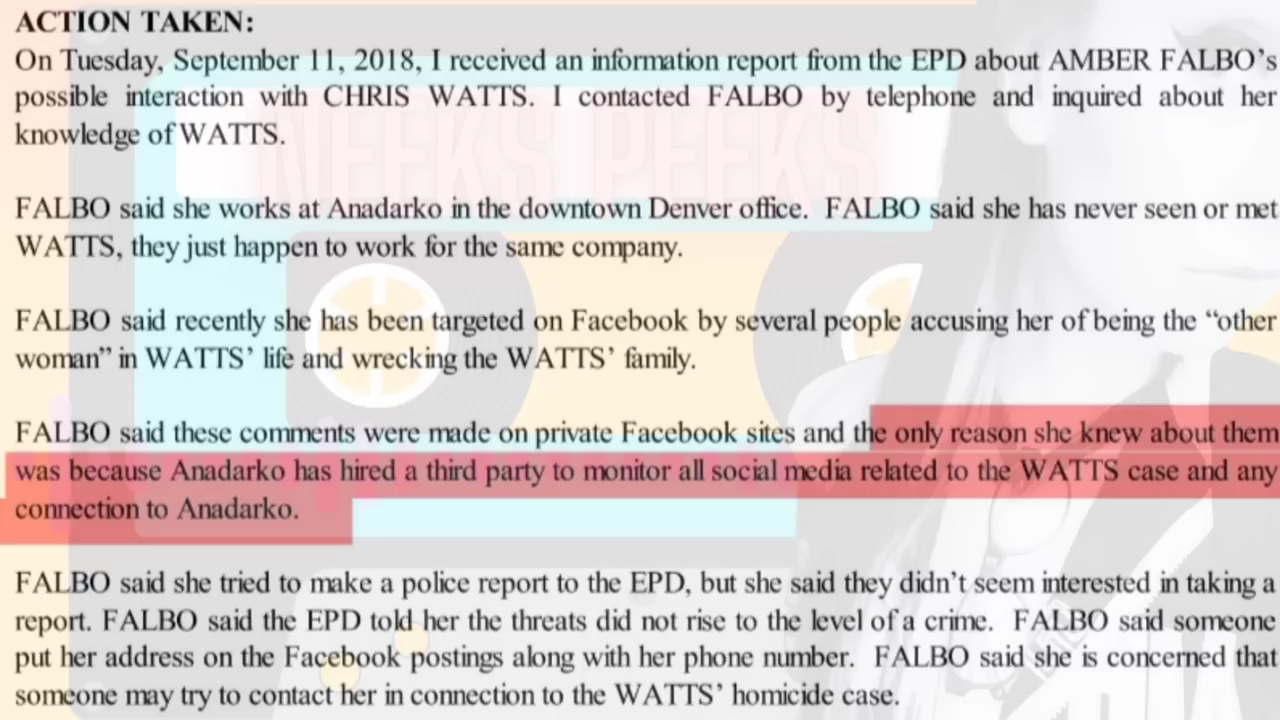 ACTION TAKEN:
On Tuesday, September 11, 2018, I received an information report from the EPD about AMBER FALBO's
possible interaction with CHRIS WATTS. I contacted FALBO by telephone and inquired about her
knowledge of WATTS.
NEEKS PEEKS
FALBO said she works at Anadarko in the downtown Denver office. FALBO said she has never seen or met
WATTS, they just happen to work for the same company.
FALBO said recently she has been targeted on Facebook by several people accusing her of being the “other
woman” in WATTS’ life and wrecking the WATTS’ family.
FALBO said these comments were made on private Facebook sites and the only reason she knew about them
was because Anadarko has hired a third party to monitor all social media related to the WATTS case and any
connection to Anadarko.
FALBO said she tried to make a police report to the EPD, but she said they didn’t seem interested in taking a
report. FALBO said the EPD told her the threats did not rise to the level of a crime. FALBO said someone
put her address on the Facebook postings along with her phone number. FALBO said she is concerned that
someone may try to contact her in connection to the WATTS’ homicide case.